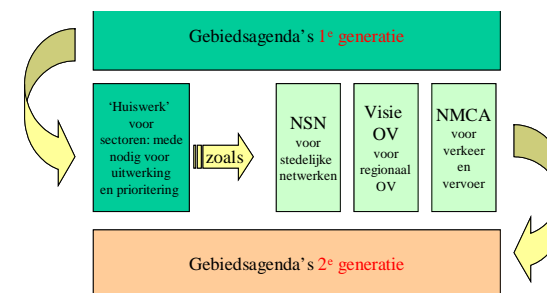 Gebiedsagenda's 1e generatie
'Huiswerk'
voor
sectoren: mede
nodig voor
uitwerking
en prioritering
zoals
NSN
voor
stedelijke
netwerken
Visie
OV
voor
regionaal
OV
NMCA
voor
verkeer
en
vervoer
Gebiedsagenda's 2e generatie